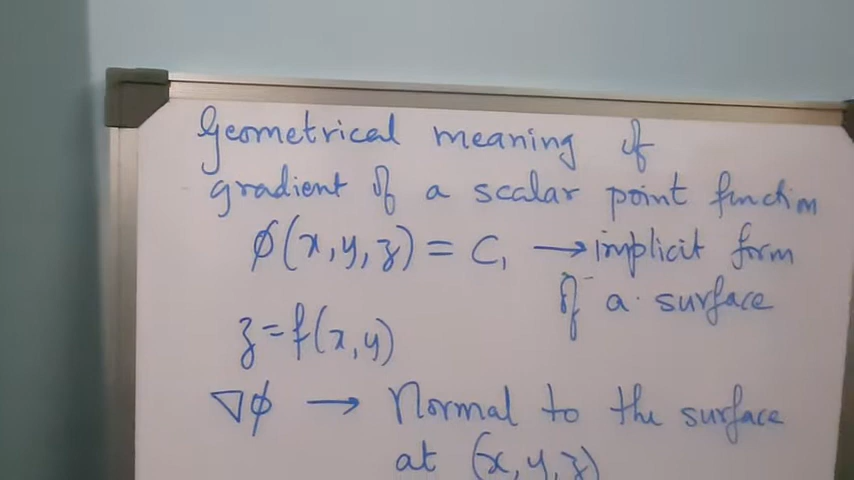 Geometrical meaning of
gradient of a scalar point function
ϕ(x,y,z) = C₁ → implicit form
of a surface
z = f(x,y)
∇ϕ → Normal to the surface
at (x,y,z)